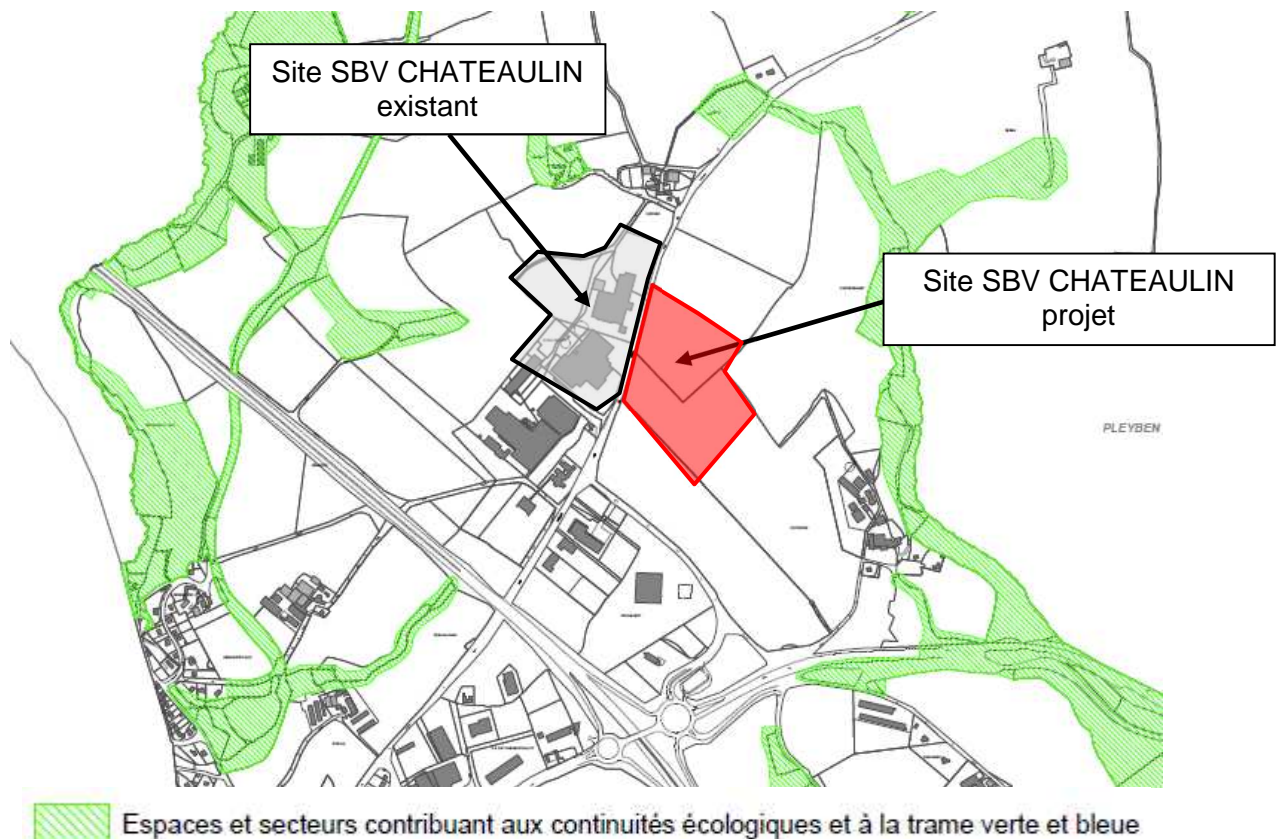 Site SBV CHATEAULIN
existant
Site SBV CHATEAULIN
projet
PLEYBEN
Espaces et secteurs contribuant aux continuités écologiques et à la trame verte et bleue